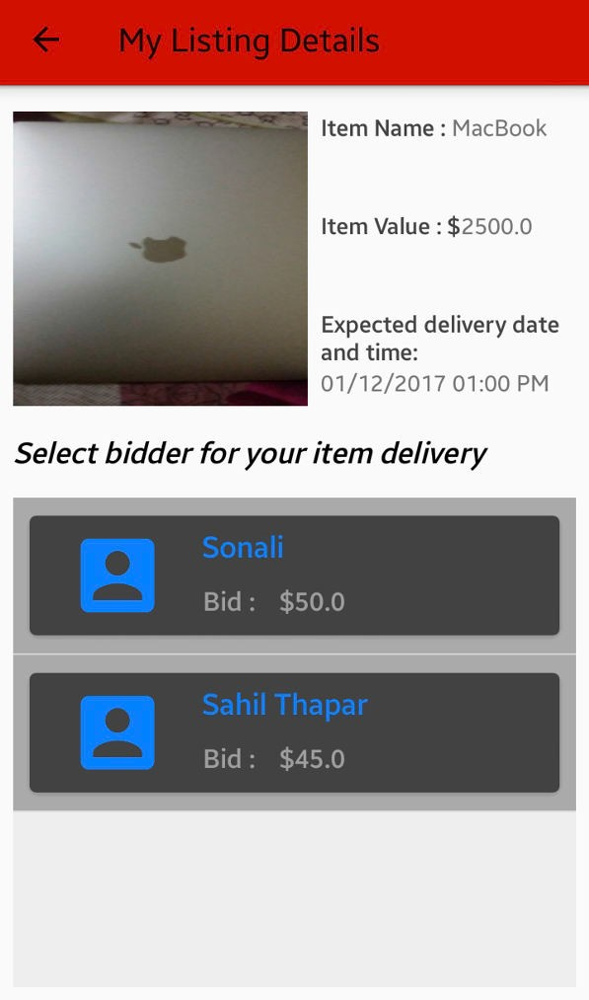 My Listing Details
Item Name : MacBook
Item Value : $2500.0
Expected delivery date
and time:
01/12/2017 01:00 PM
Select bidder for your item delivery
Sonali
Bid : $50.0
Sahil Thapar
Bid : $45.0